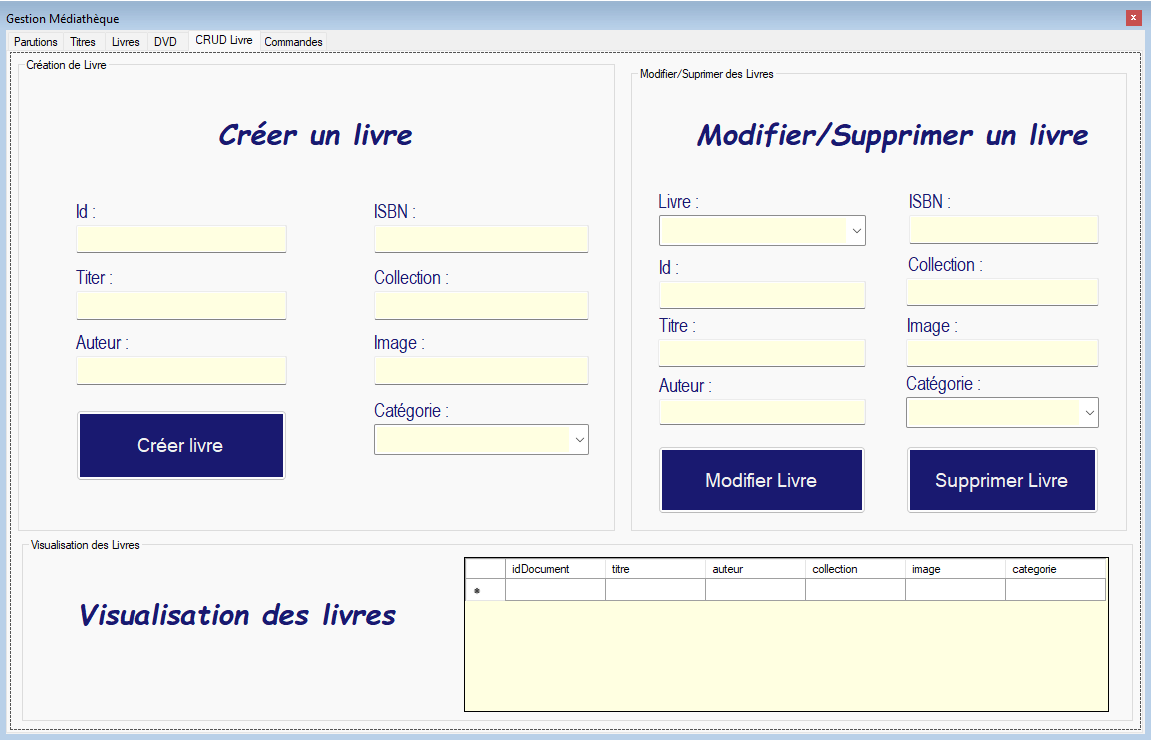 Gestion Médiathèque
x
Parutions Titres Livres DVD CRUD Livre Commandes
Création de Livre
Créer un livre
Id :
ISBN :
Titer :
Collection :
Auteur :
Image :
Catégorie :
Créer livre
Modifier/Suprimer des Livres
Modifier/Supprimer un livre
Livre :
ISBN :
Id :
Collection :
Titre :
Image :
Auteur :
Catégorie :
Modifier Livre
Supprimer Livre
Visualisation des Livres
Visualisation des livres
idDocument titre auteur collection image categorie
*